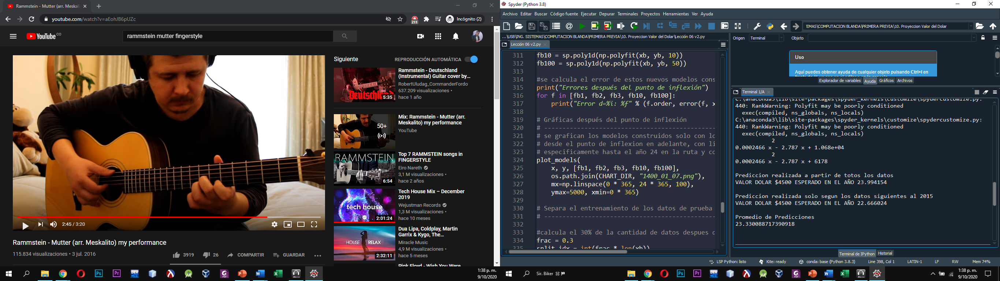 Rammstein - Mutter (arr. Meskali
youtube.com/watch?v=aEohJB6pUZc
211
Incógnito (2)
YouTube CO
rammstein mutter fingerstyle
2:45 / 3:20
Rammstein - Mutter (arr. Meskalito) my performance
115.834 visualizaciones • 3 jul. 2016
3919
26
COMPARTIR
GUARDAR
Siguiente
REPRODUCCIÓN AUTOMÁTICA
Deutschl
5:35
Rammstein - Deutschland
(Instrumental) Guitar cover by...
RobertUludag_CommanderFordo
637.209 visualizaciones •
hace 1 año
50+
Mix: Rammstein - Mutter (arr.
Meskalito) my performance
YouTube
RAMMSTEIN
6:54
Top 7 RAMMSTEIN songs in
FINGERSTYLE
Eiro Nareth
3,1 M visualizaciones •
hace 2 años
tech house
2:01:24
Tech House Mix – December
2019
Wejustman Records
1,3 M visualizaciones •
hace 10 meses
HOUSE RELAX
2:32:11
Dua Lipa, Coldplay, Martin
Garrix & Kygo, The...
Miracle Music
4,9 M visualizaciones •
hace 5 meses
Pink Floyd - Wish You Were
1:38 p. m.
9/10/2020
Spyder (Python 3.8)
Archivo Editar Buscar Código fuente Ejecutar Depurar Terminales Proyectos Herramientas Ver Ayuda
EMAS\COMPUTACION BLANDA\PRIMERA PREVIA\10. Proyeccion Valor del Dolar
...\USB\ING. SISTEMAS\COMPUTACION BLANDA\PRIMERA PREVIA\10. Proyeccion Valor del Dolar\Lección 06 v2.py
Lección 06 v2.py
311 fb10 = sp.poly1d(np.polyfit(xb, yb, 10))
312 fb100 = sp.poly1d(np.polyfit(xb, yb, 50))
313
314 #se calcula el error de estos nuevos modelos cons
315 print("Errores después del punto de inflexión")
316 for f in [fb1, fb2, fb3, fb10, fb100]:
317 print("Error d=%i: %f" % (f.order, error(f, x
318
319 # Gráficas después del punto de inflexión
320 # ----------------------------------------------
321 # se grafican los modelos construidos solo con lo
322 # desde el punto de inflexion en adelante, con li
323 # especificamente hasta el año 24 en la ruta y co
324 plot_models(
325 x, y, [fb1, fb2, fb3, fb10, fb100],
326 os.path.join(CHART_DIR, "1400_01_07.png"),
327 mx=np.linspace(0 * 365, 24 * 365, 100),
328 ymax=5000, xmin=0 * 365)
329
330 # Separa el entrenamiento de los datos de prueba
331 # ----------------------------------------------
332
333 #calcula el 30% de la cantidad de datos despues d
334 frac = 0.3
335 split_idx = int(frac * len(xb))
Origen Terminal Objeto
Uso
Aquí puedes obtener ayuda de cualquier objeto pulsando Ctrl+I en
Explorador de variables Ayuda Gráficos Archivos
Terminal 1/A
C:\anaconda3\lib\site-packages\spyder_kernels\customize\spydercustomize.py:
440: RankWarning: Polyfit may be poorly conditioned
exec(compiled, ns_globals, ns_locals)
C:\anaconda3\lib\site-packages\spyder_kernels\customize\spydercustomize.py:
440: RankWarning: Polyfit may be poorly conditioned
exec(compiled, ns_globals, ns_locals)
2
0.0002466 x - 2.787 x + 1.068e+04
2
0.0002466 x - 2.787 x + 6178
Prediccion realizada a partir de totos los datos
VALOR DOLAR $4500 ESPERADO EN EL AÑO 23.994154
Prediccion realizada solo segun los datos siguientes al 2015
VALOR DOLAR $4500 ESPERADO EN EL AÑO 22.666024
Promedio de Predicciones
23.330088717390918
Terminal de IPython Historial
LSP Python: listo Kite: ready conda: base (Python 3.8.3) Line 398, Col 1 LATIN-1 LF RW Mem 74%
Sir. Biker
1:38 p. m.
9/10/2020